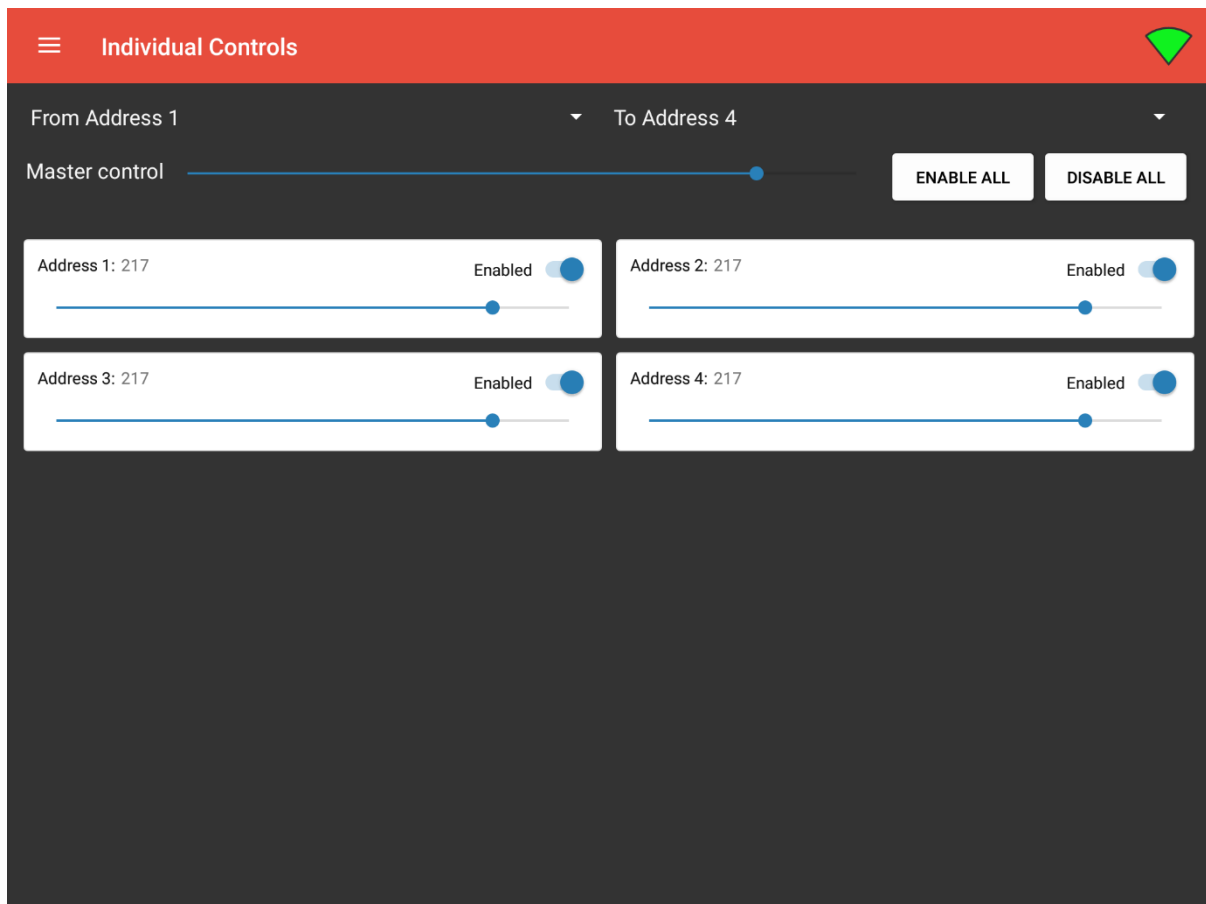 Individual Controls
From Address 1
To Address 4
Master control
ENABLE ALL
DISABLE ALL
Address 1: 217
Enabled
Address 2: 217
Enabled
Address 3: 217
Enabled
Address 4: 217
Enabled